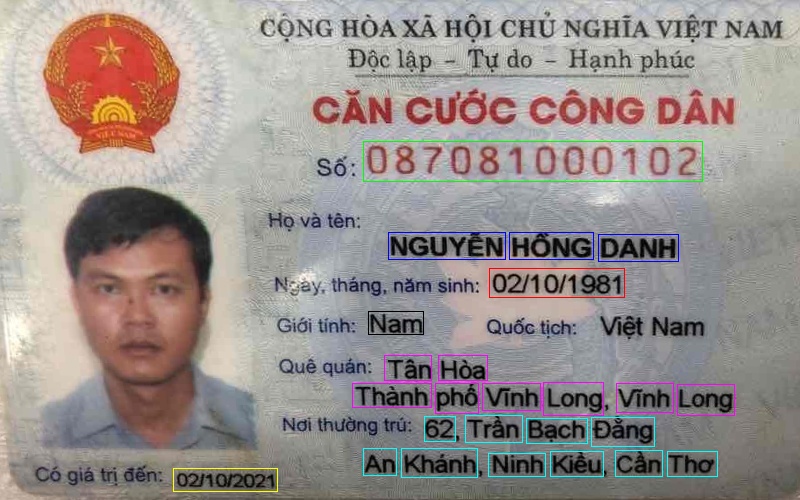 CỘNG HÒA XÃ HỘI CHỦ NGHĨA VIỆT NAM
Độc lập - Tự do - Hạnh phúc
CĂN CƯỚC CÔNG DÂN
Số: 087081000102
Họ và tên:
NGUYỄN HỒNG DANH
Ngày, tháng, năm sinh: 02/10/1981
Giới tính: Nam Quốc tịch: Việt Nam
Quê quán: Tân Hòa
Thành phố Vĩnh Long, Vĩnh Long
Nơi thường trú: 62, Trần Bạch Đằng
An Khánh, Ninh Kiều, Cần Thơ
Có giá trị đến: 02/10/2021